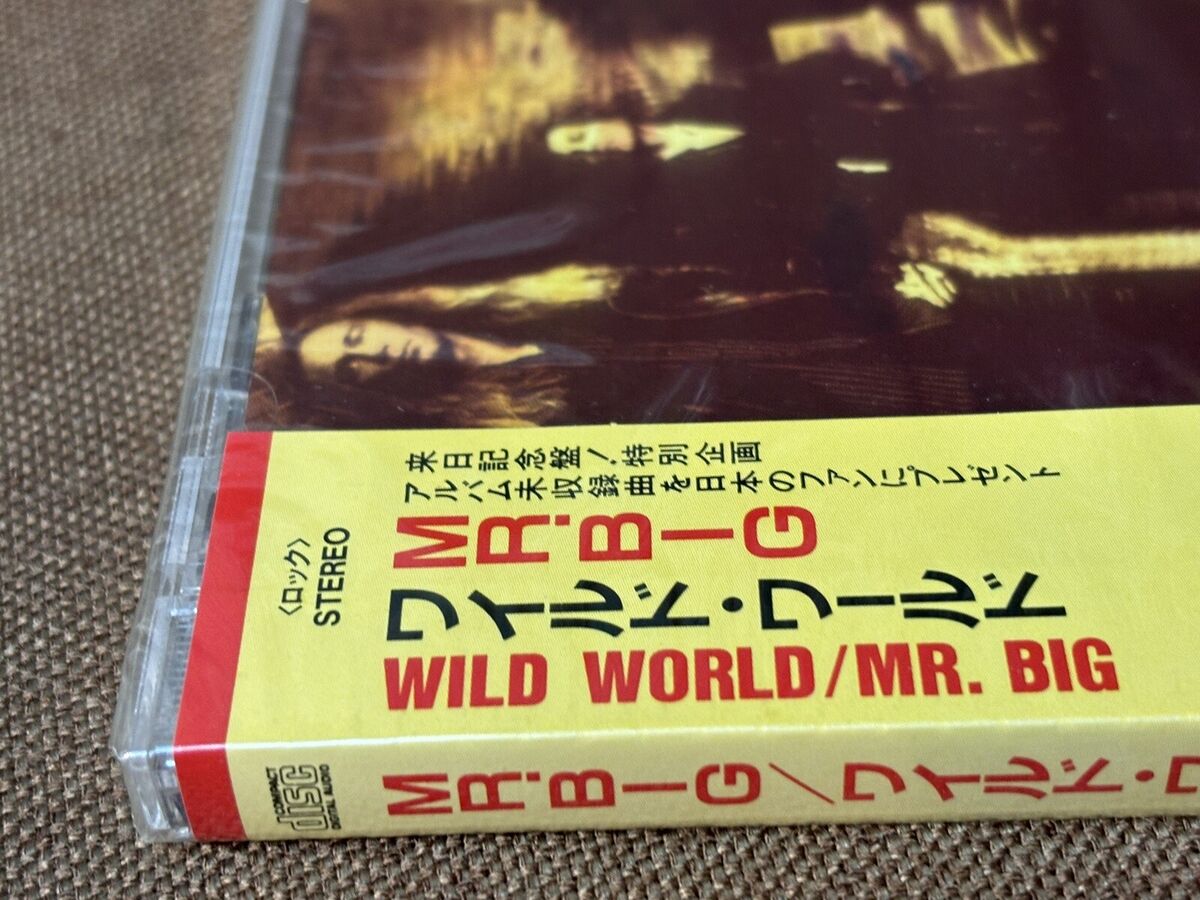 来日記念盤!特別企画
アルバム未収録曲を日本のファンにプレゼント
MR.BIG
ワイルド・ワールド
WILD WORLD/MR. BIG
〈ロック〉
STEREO
MR.BIG/ワイルド・ワ
COMPACT
disc
DIGITAL AUDIO